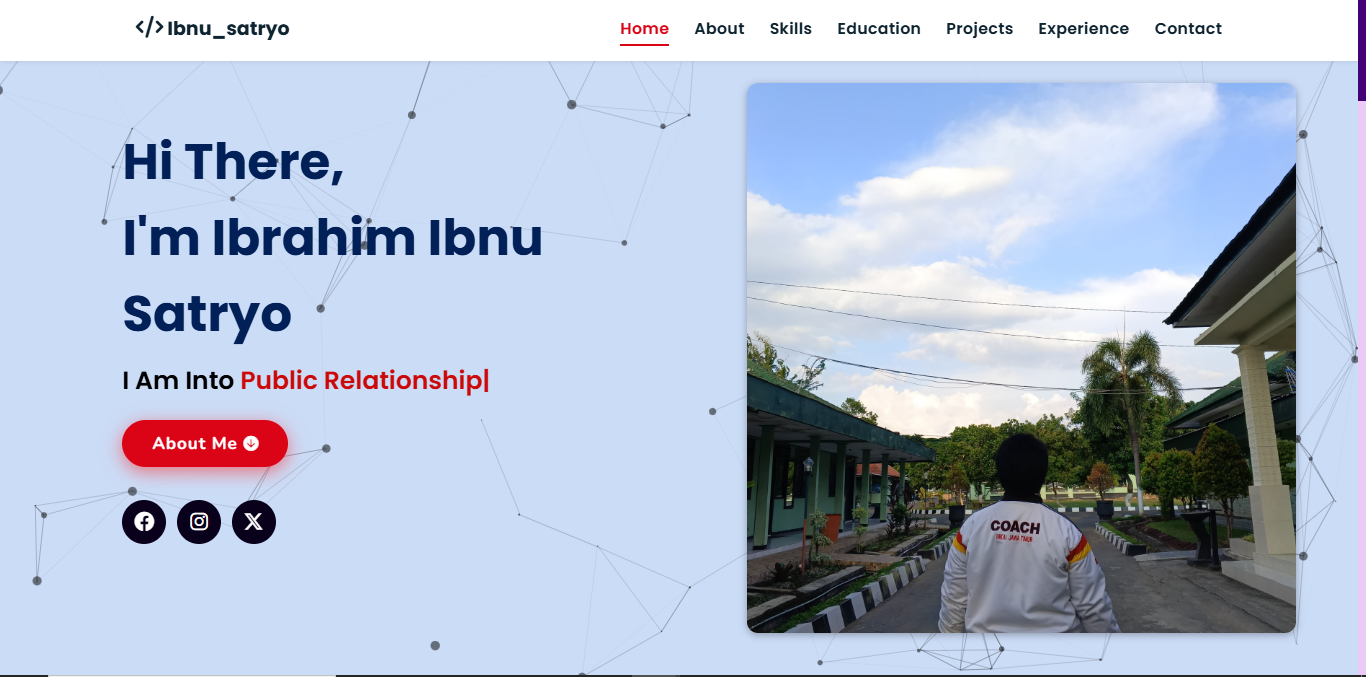 </> Ibnu_satryo
Home About Skills Education Projects Experience Contact
Hi There,
I'm Ibrahim Ibnu
Satryo
I Am Into Public Relationship|
About Me
COACH